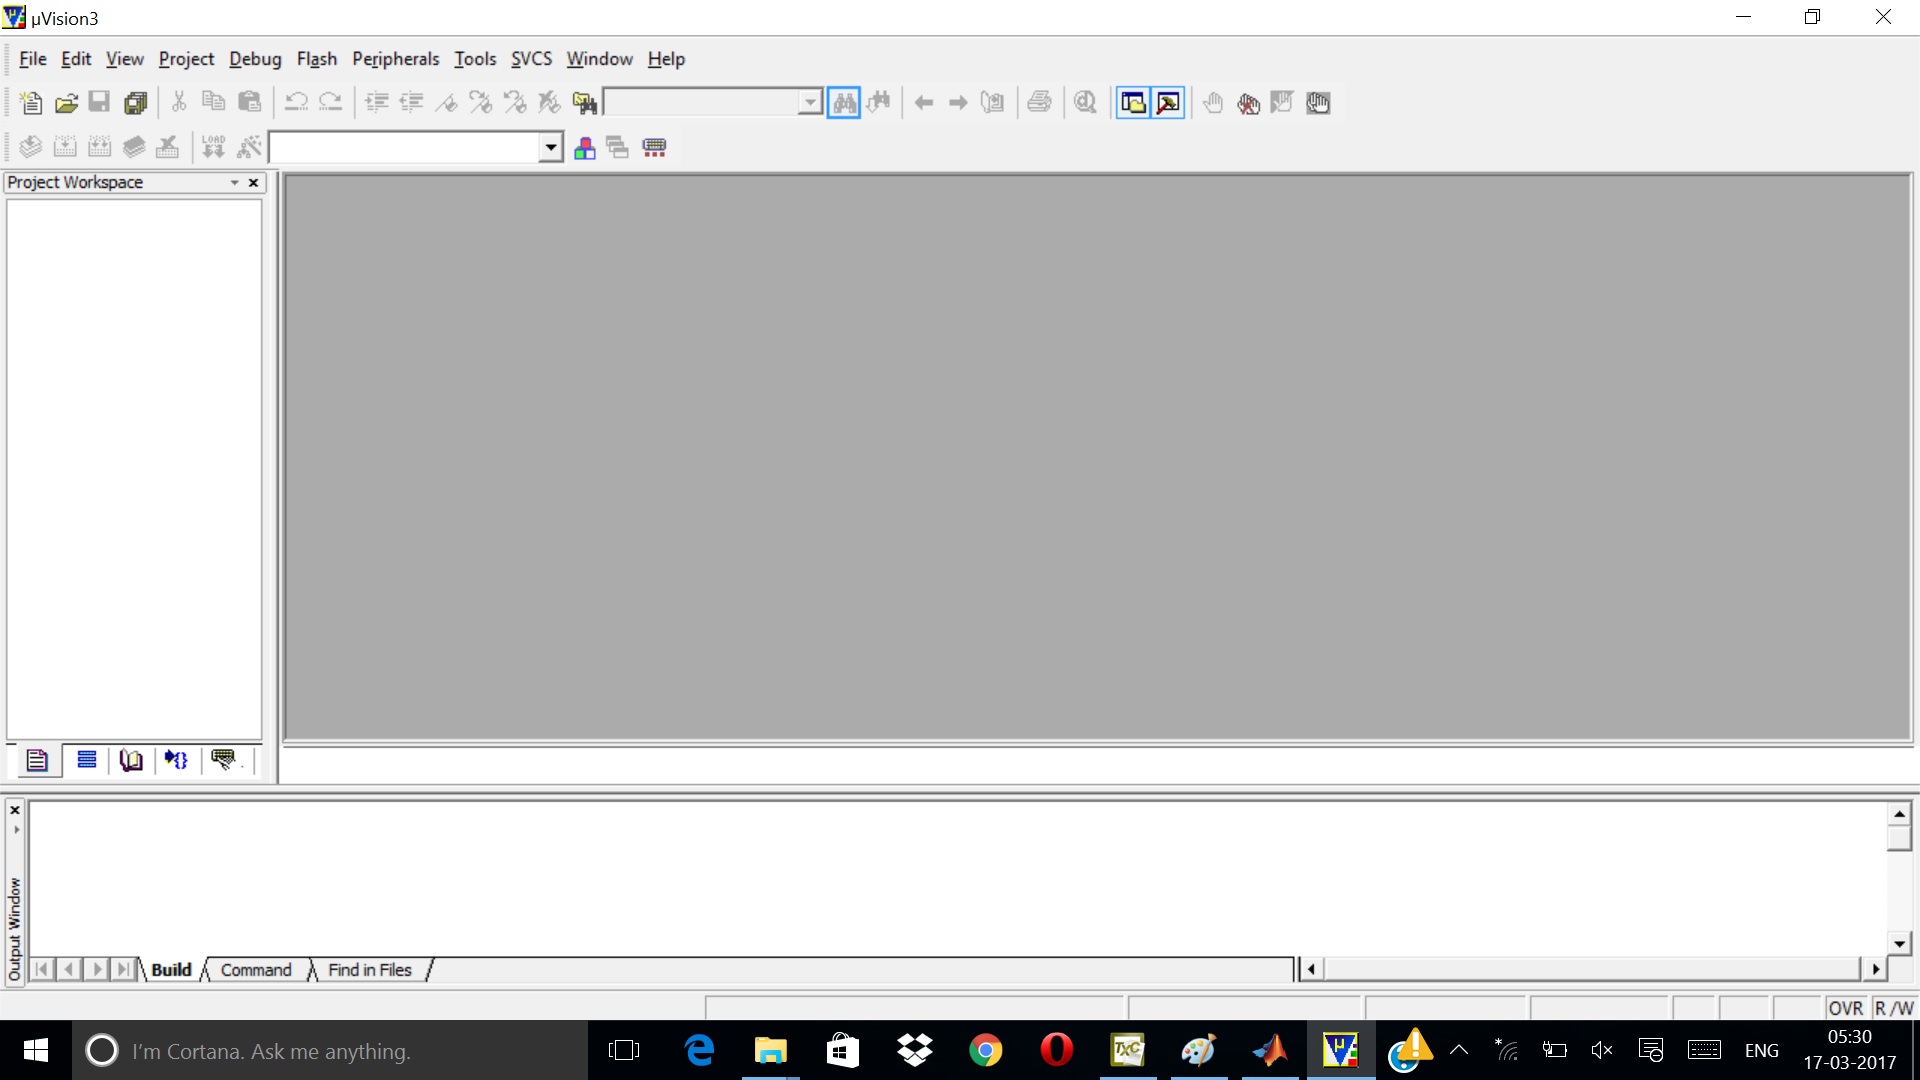 µVision3
File Edit View Project Debug Flash Peripherals Tools SVCS Window Help
LOAD
Project Workspace
Output Window
Build Command Find in Files
OVR R /W
I'm Cortana. Ask me anything.
TXC
ENG
05:30
17-03-2017